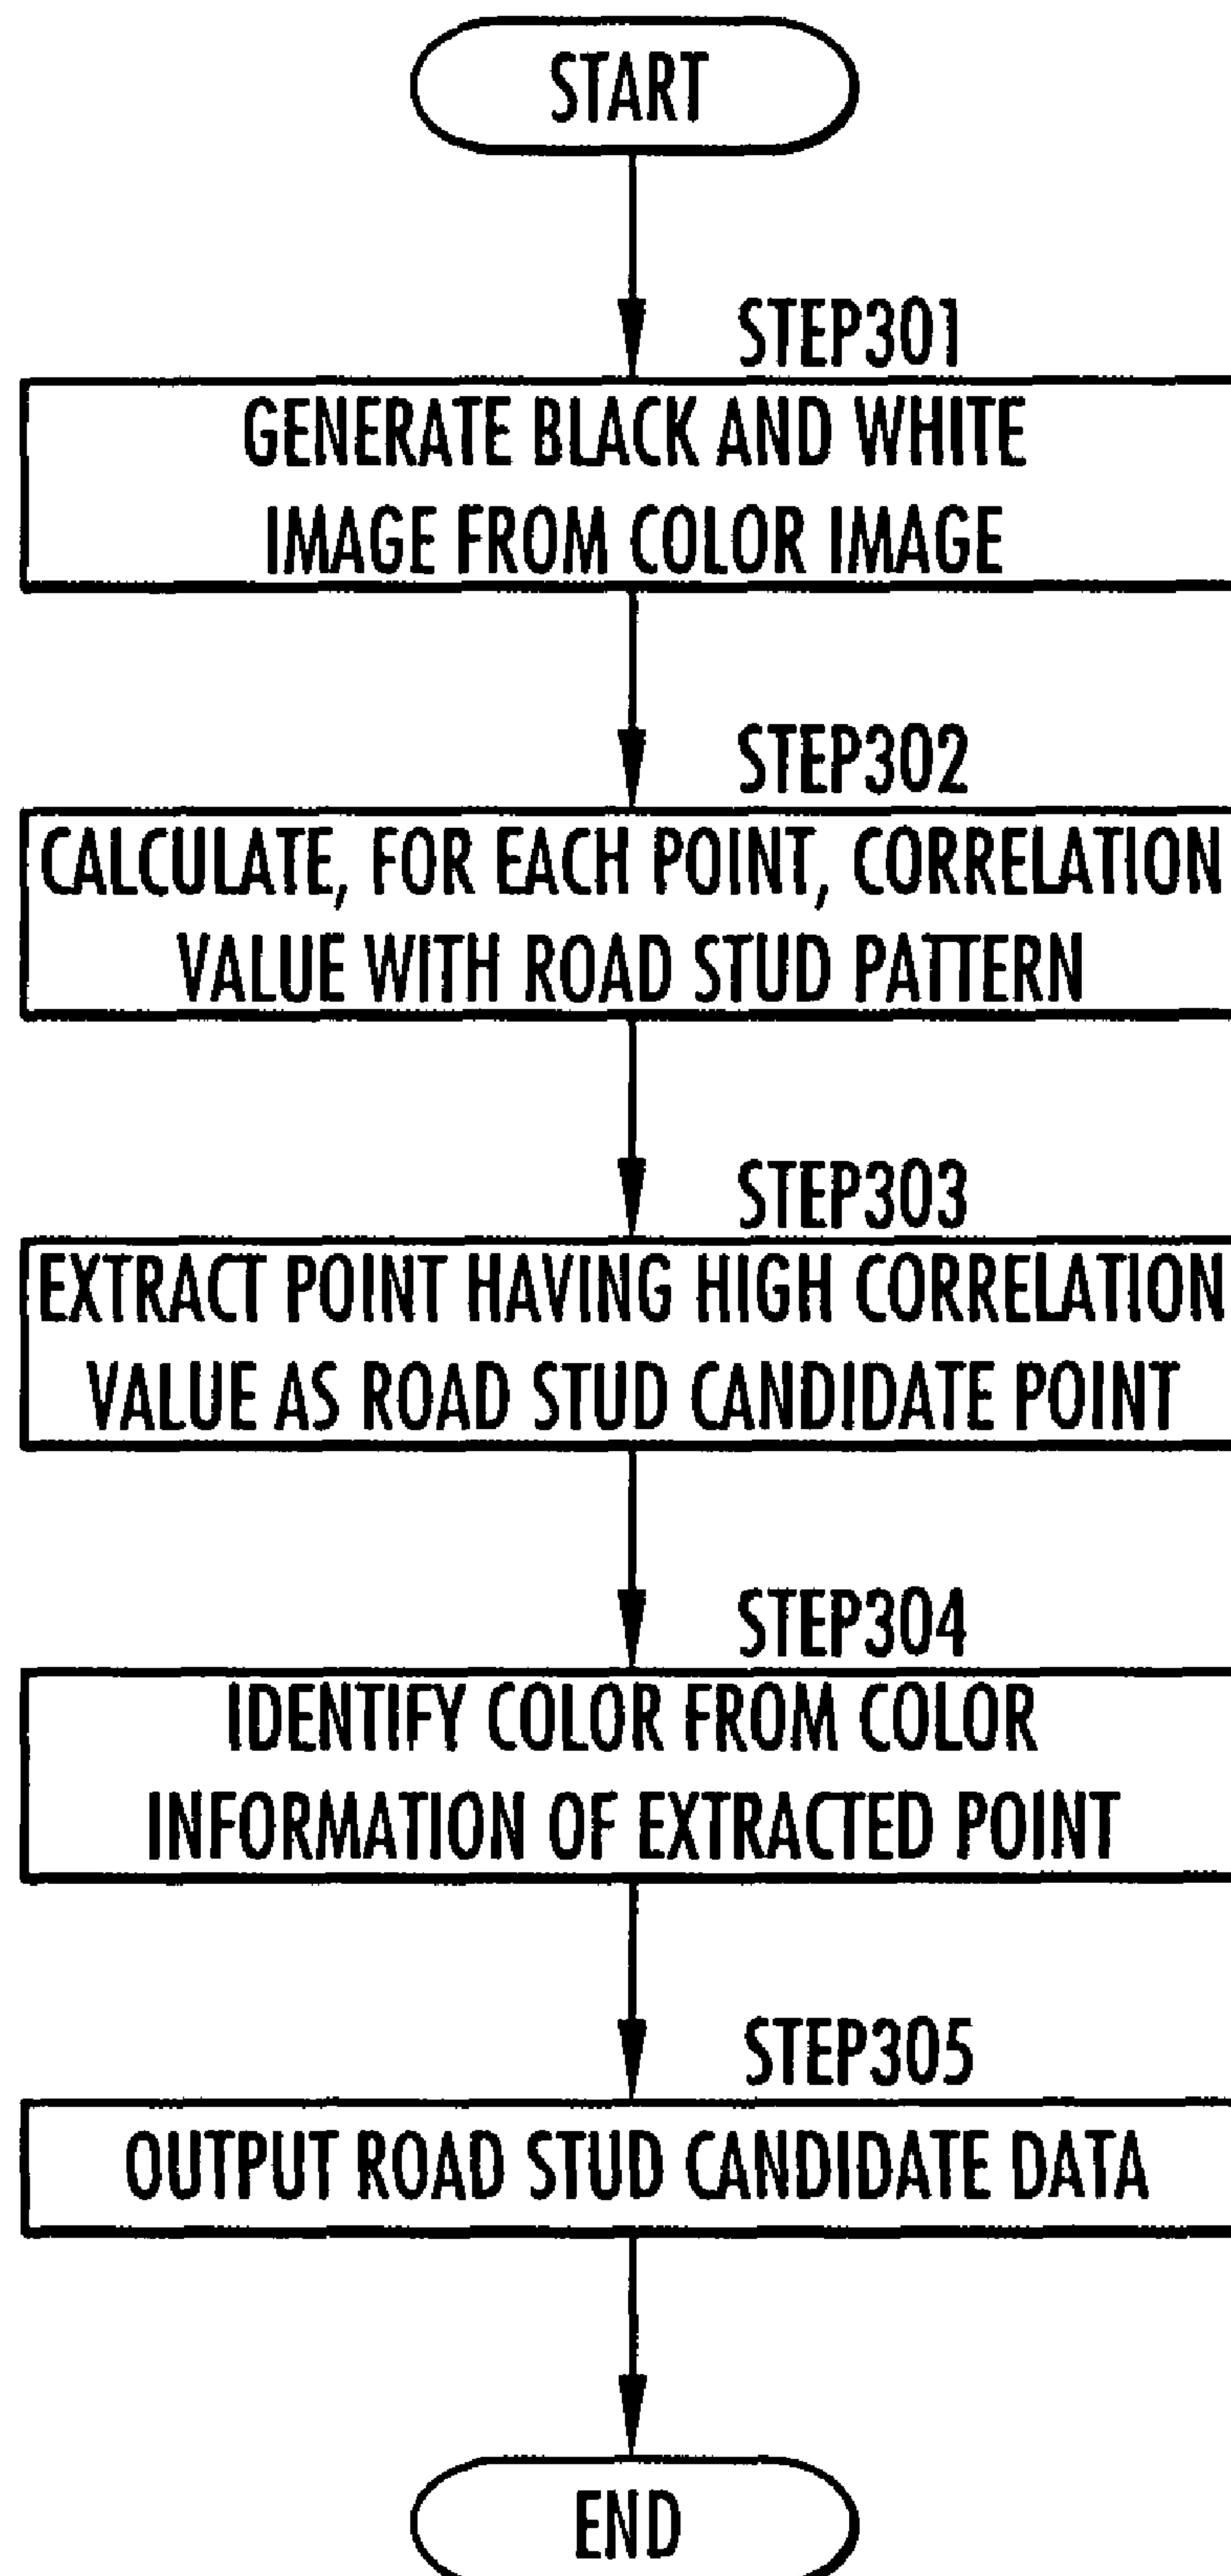 START
STEP301
GENERATE BLACK AND WHITE
IMAGE FROM COLOR IMAGE
STEP302
CALCULATE, FOR EACH POINT, CORRELATION
VALUE WITH ROAD STUD PATTERN
STEP303
EXTRACT POINT HAVING HIGH CORRELATION
VALUE AS ROAD STUD CANDIDATE POINT
STEP304
IDENTIFY COLOR FROM COLOR
INFORMATION OF EXTRACTED POINT
STEP305
OUTPUT ROAD STUD CANDIDATE DATA
END